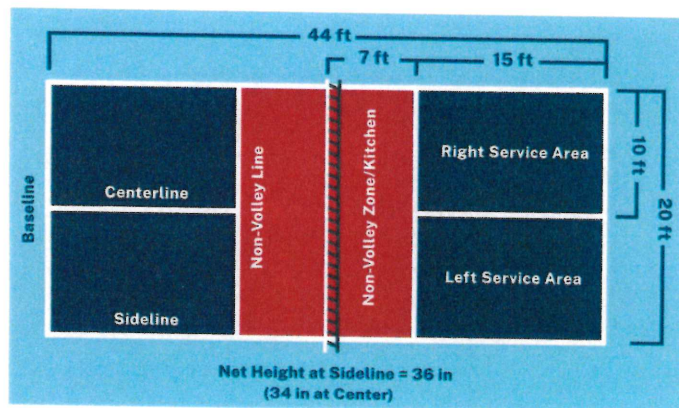 44 ft
7 ft
15 ft
Baseline
Centerline
Sideline
Non-Volley Line
Non-Volley Zone/Kitchen
Right Service Area
Left Service Area
10 ft
20 ft
Net Height at Sideline = 36 in
(34 in at Center)